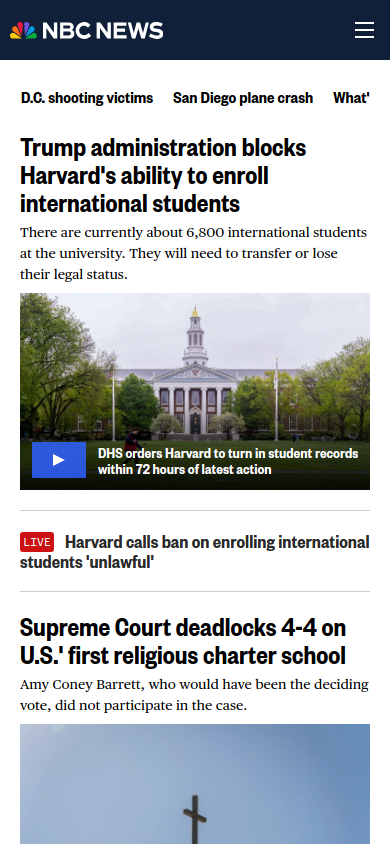 NBC NEWS
D.C. shooting victims San Diego plane crash What'
Trump administration blocks
Harvard's ability to enroll
international students
There are currently about 6,800 international students
at the university. They will need to transfer or lose
their legal status.
DHS orders Harvard to turn in student records
within 72 hours of latest action
LIVE Harvard calls ban on enrolling international
students 'unlawful'
Supreme Court deadlocks 4-4 on
U.S.' first religious charter school
Amy Coney Barrett, who would have been the deciding
vote, did not participate in the case.